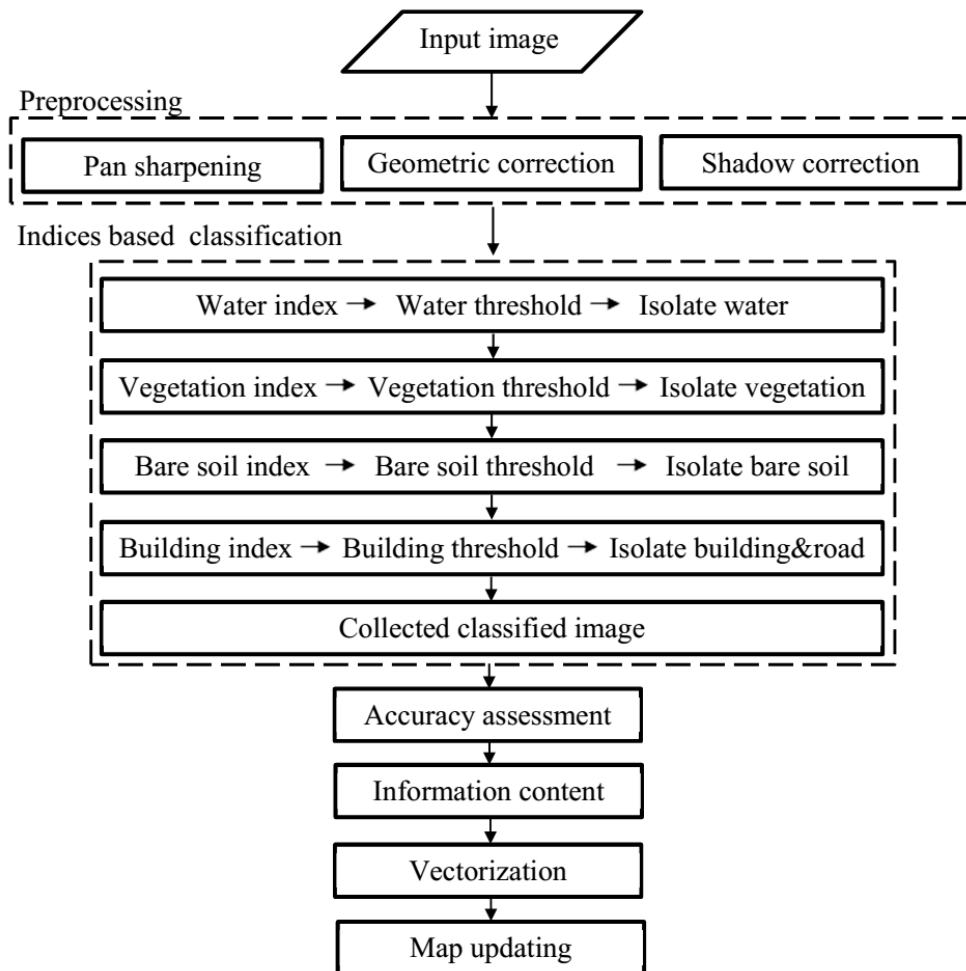 Input image
Preprocessing
Pan sharpening Geometric correction Shadow correction
Indices based classification
Water index → Water threshold → Isolate water
Vegetation index → Vegetation threshold → Isolate vegetation
Bare soil index → Bare soil threshold → Isolate bare soil
Building index → Building threshold → Isolate building&road
Collected classified image
Accuracy assessment
Information content
Vectorization
Map updating